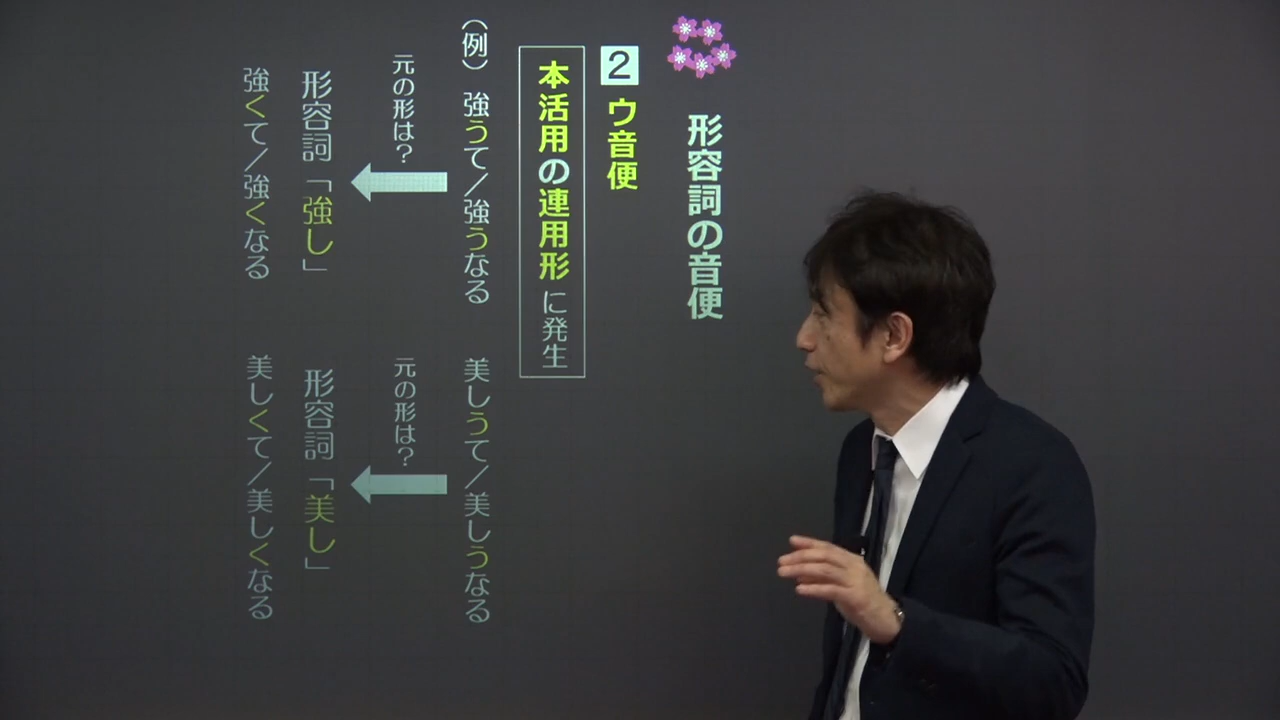 形容詞の音便
2 ウ音便
本活用の連用形に発生
(例) 強うて/強うなる
美しうて/美しうなる
元の形は?
元の形は?
形容詞「強し」
形容詞「美し」
強くて/強くなる
美しくて/美しくなる